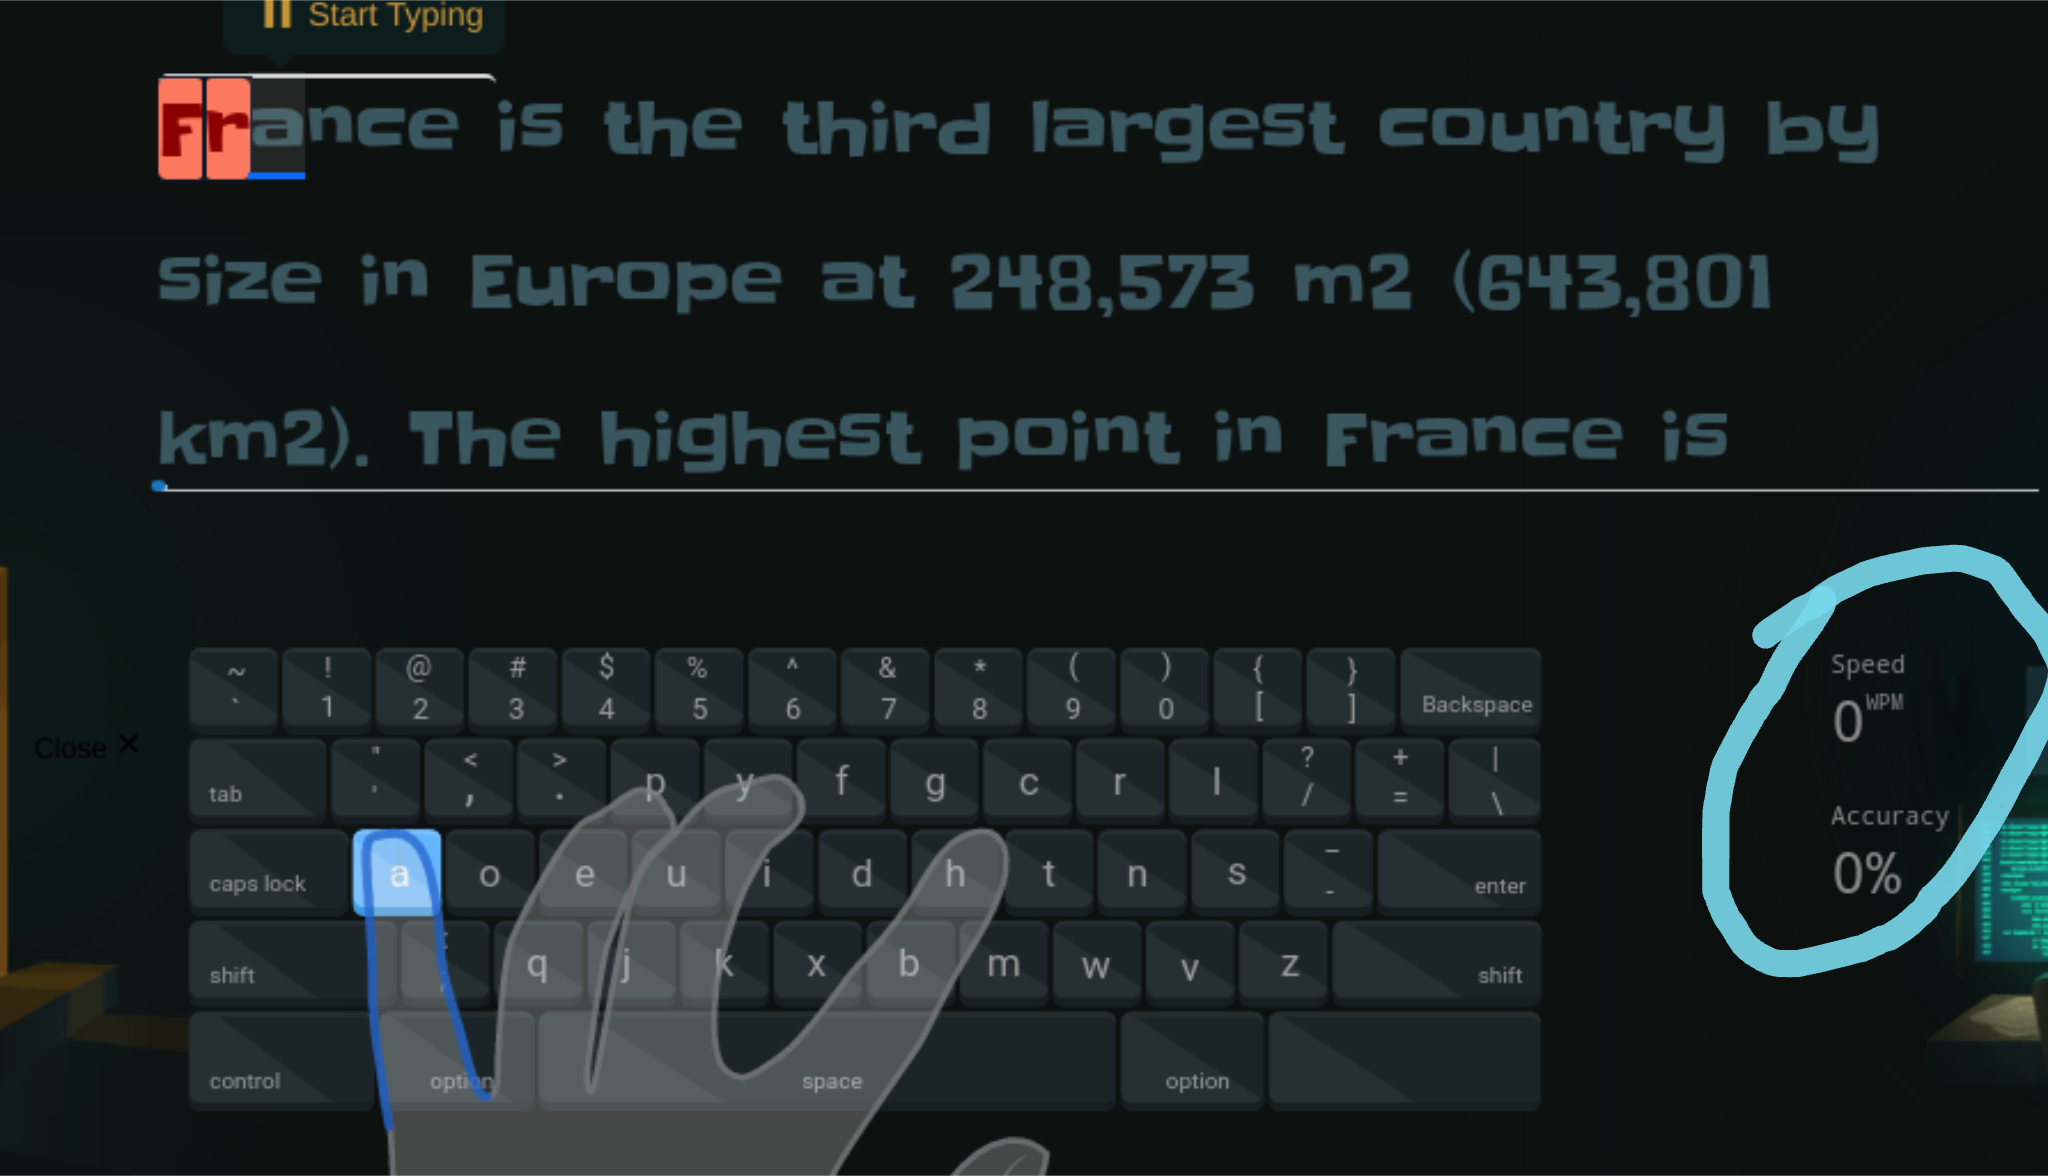 Start Typing
France is the third largest country by
size in Europe at 248,573 m2 (643,801
km2). The highest point in France is
Speed
0 WPM
Accuracy
0%
Close ×
~ ! @ # $ % ^ & * ( ) { }
` 1 2 3 4 5 6 7 8 9 0 [ ] Backspace
" < > ? + |
tab ' , . p y f g c r l / = \
caps lock a o e u i d h t n s _ - enter
shift : ; q j k x b m w v z shift
control option space option